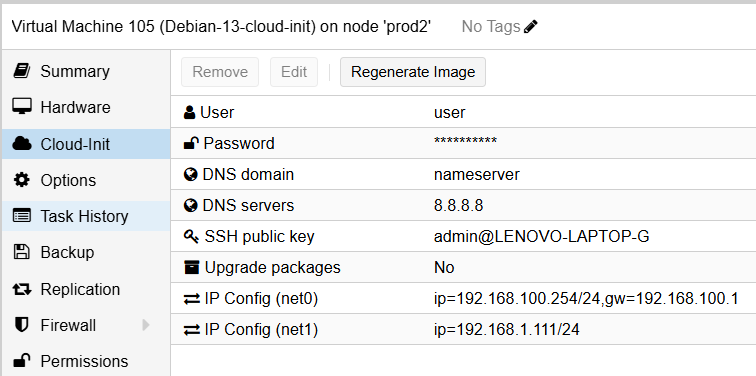 Virtual Machine 105 (Debian-13-cloud-init) on node 'prod2' No Tags
Summary
Hardware
Cloud-Init
Options
Task History
Backup
Replication
Firewall
Permissions
Remove Edit Regenerate Image
User user
Password **********
DNS domain nameserver
DNS servers 8.8.8.8
SSH public key admin@LENOVO-LAPTOP-G
Upgrade packages No
IP Config (net0) ip=192.168.100.254/24,gw=192.168.100.1
IP Config (net1) ip=192.168.1.111/24